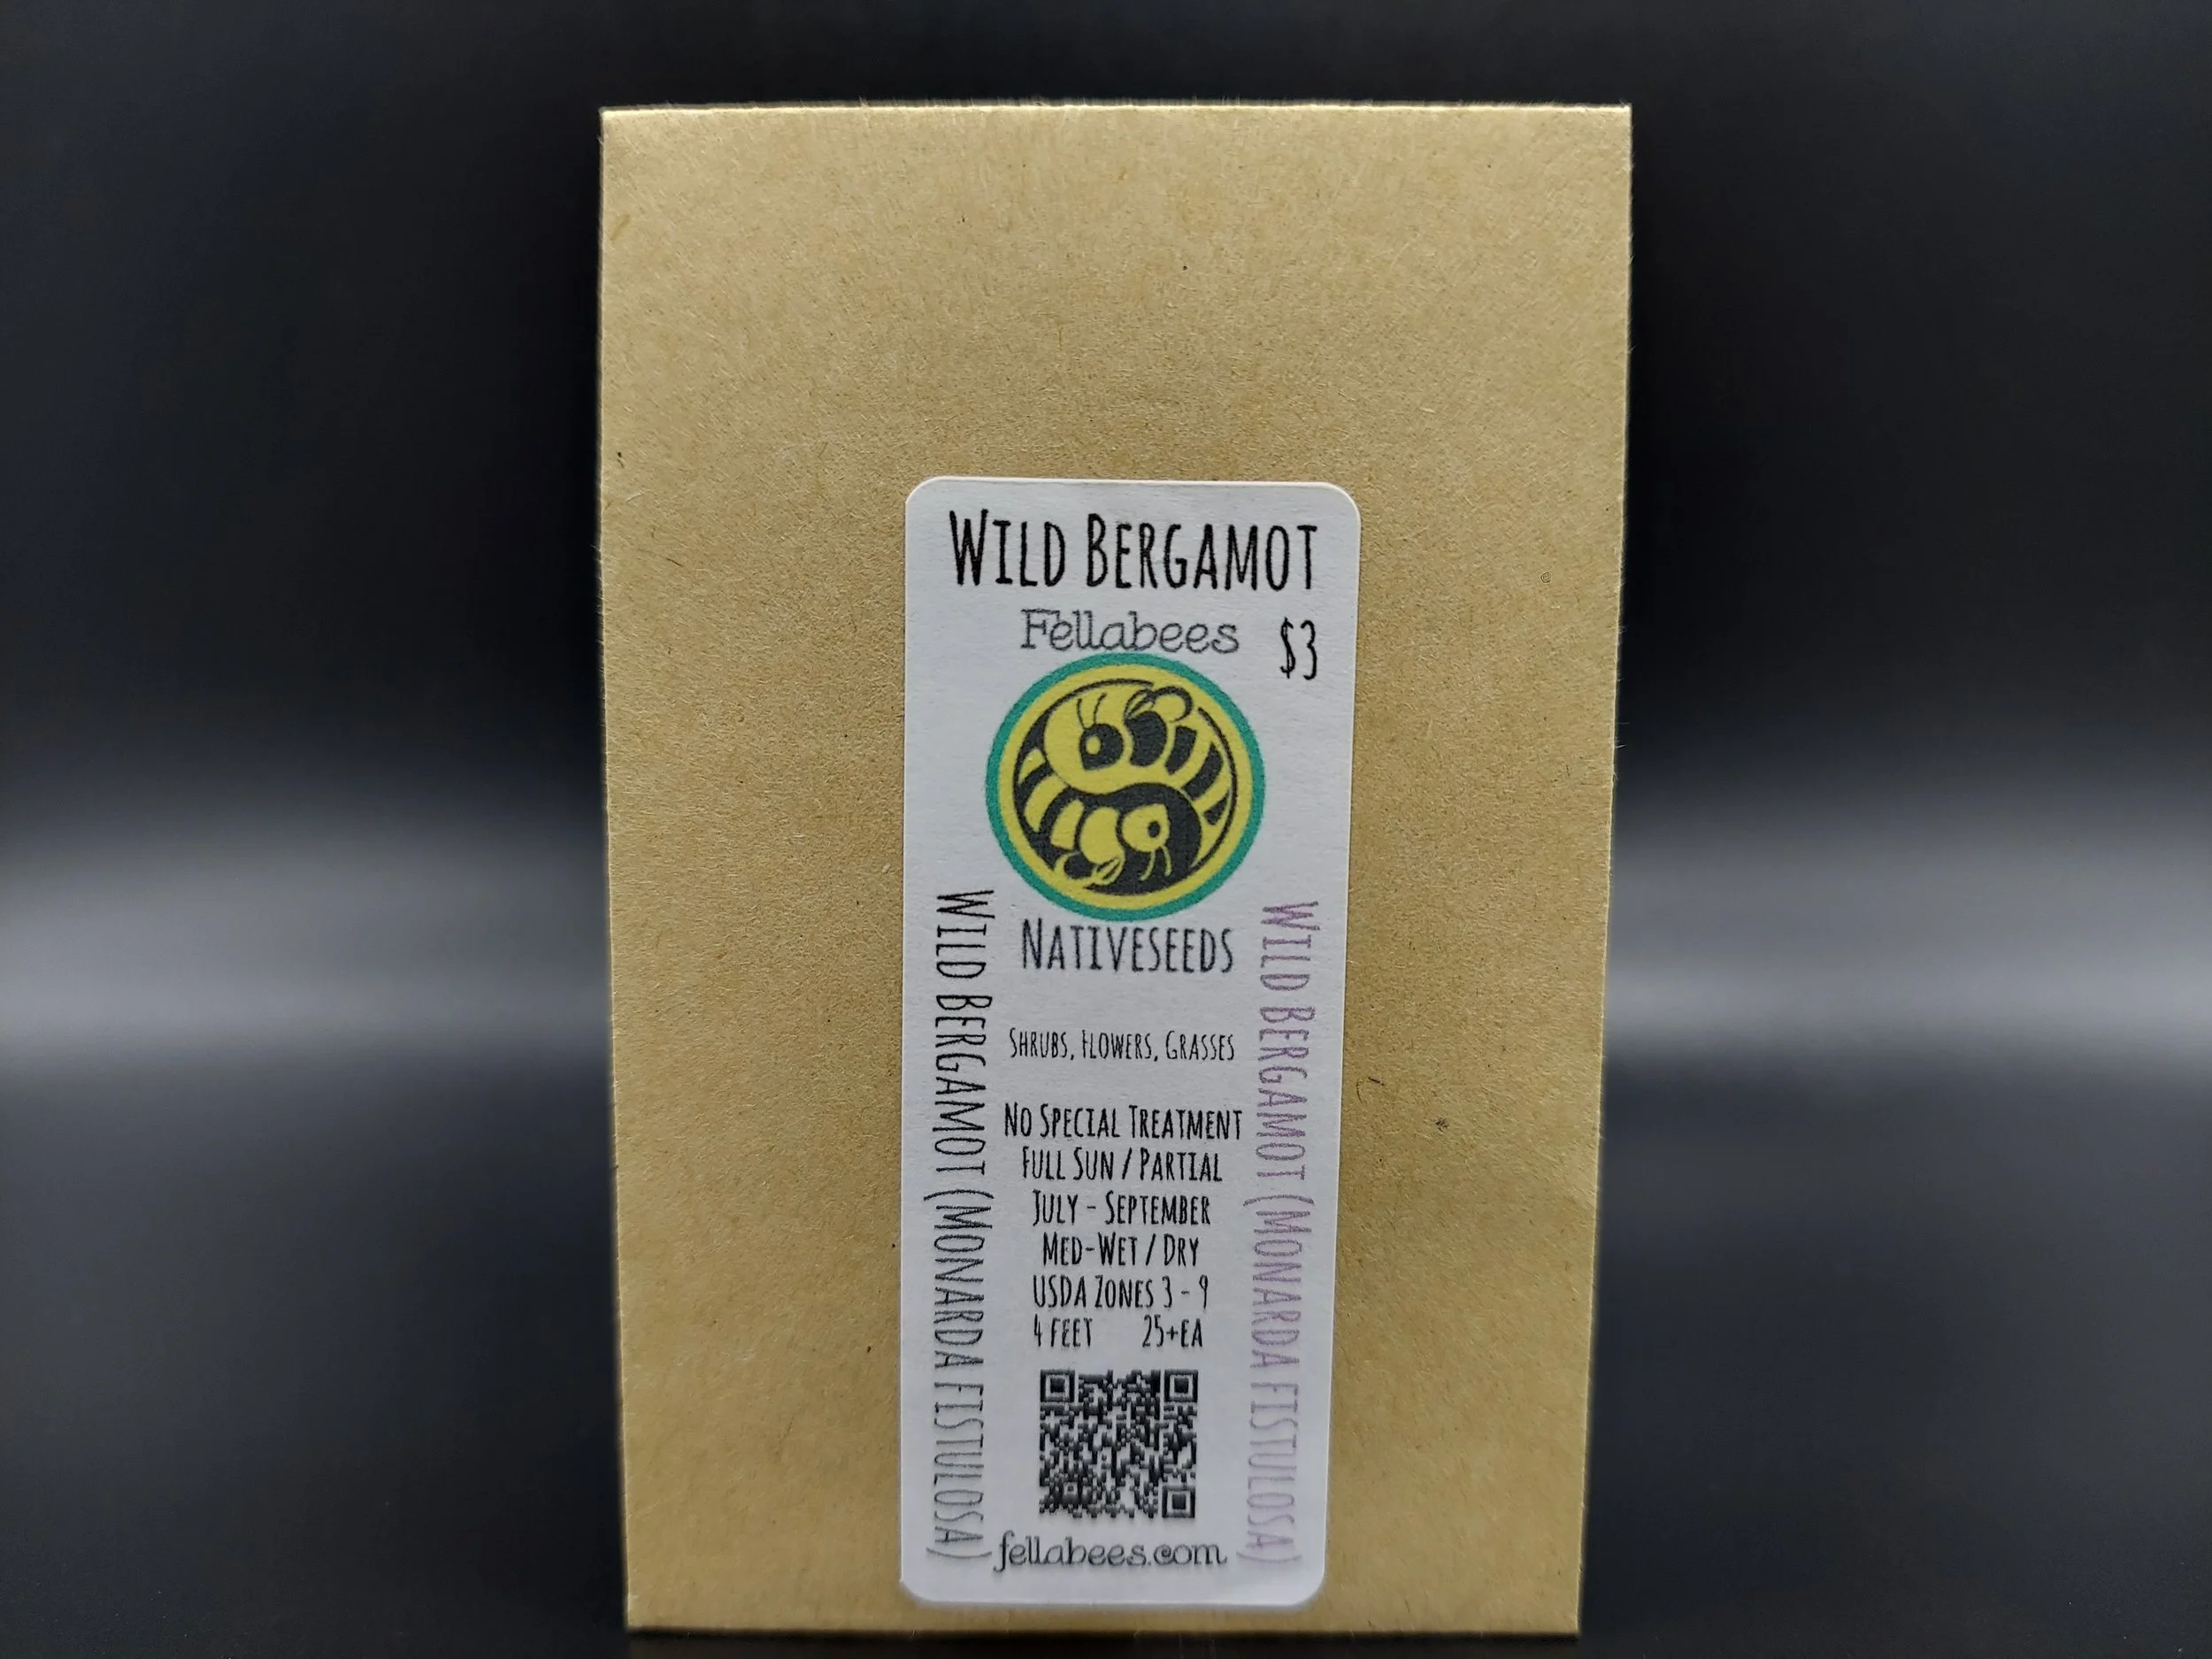 WILD BERGAMOT
Fellabees
$3
NATIVESEEDS
WILD BERGAMOT (MONARDA FISTULOSA)
WILD BERGAMOT (MONARDA FISTULOSA)
SHRUBS, FLOWERS, GRASSES
NO SPECIAL TREATMENT
FULL SUN / PARTIAL
JULY - SEPTEMBER
MED-WET / DRY
USDA ZONES 3 - 9
4 FEET 25+EA
fellabees.com